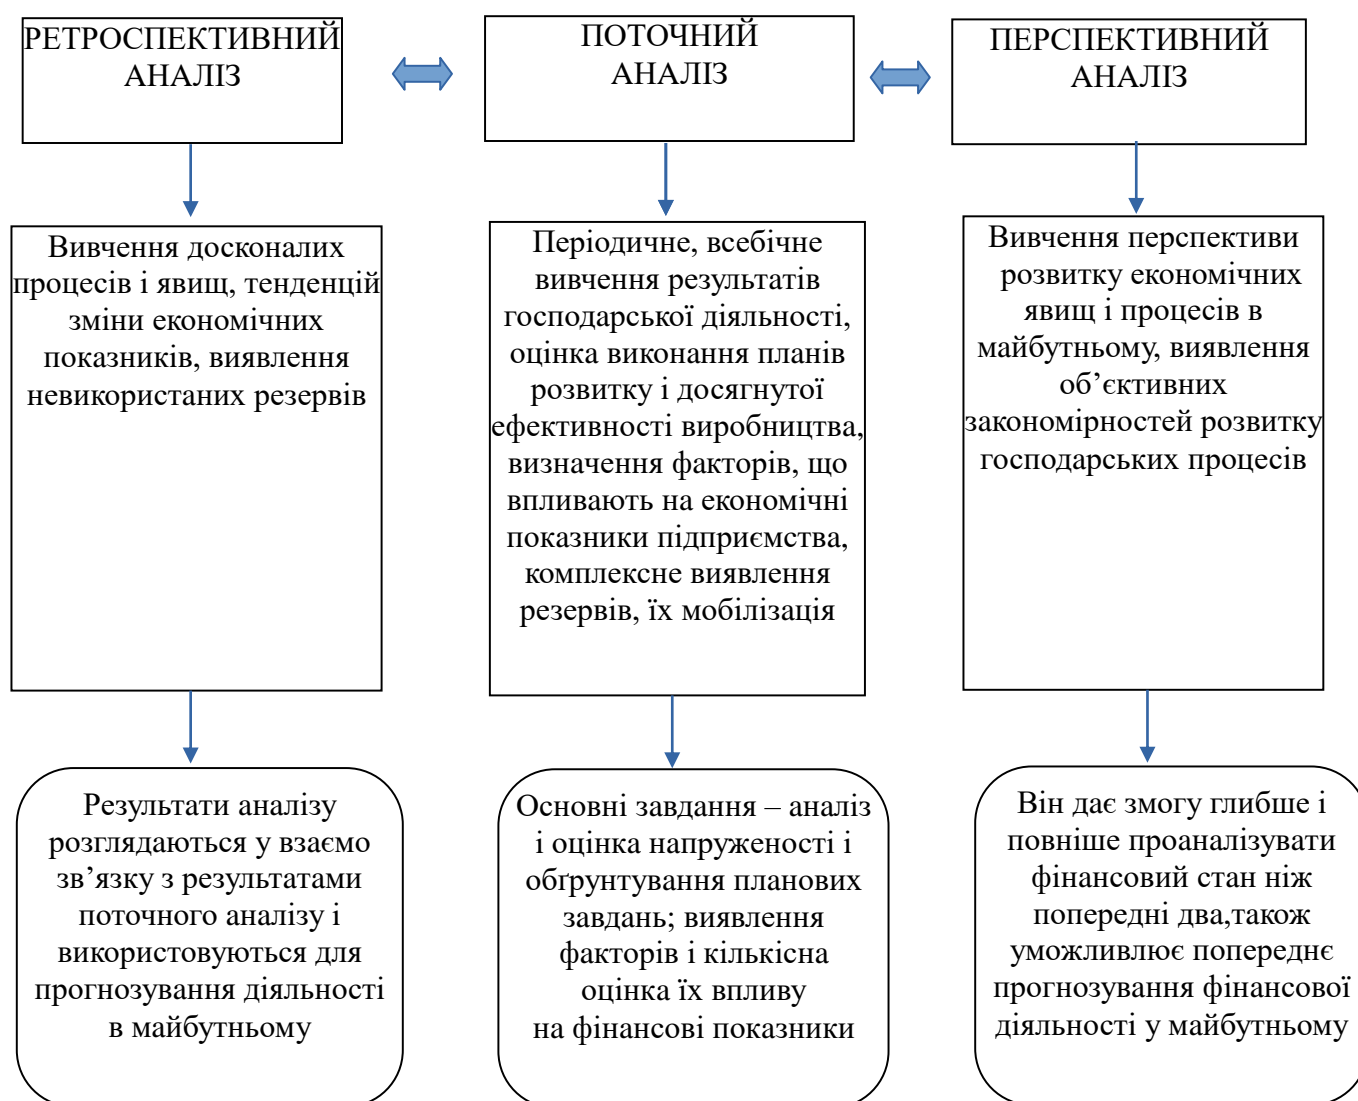 РЕТРОСПЕКТИВНИЙ
АНАЛІЗ
ПОТОЧНИЙ
АНАЛІЗ
ПЕРСПЕКТИВНИЙ
АНАЛІЗ
Вивчення досконалих
процесів і явищ, тенденцій
зміни економічних
показників, виявлення
невикористаних резервів
Періодичне, всебічне
вивчення результатів
господарської діяльності,
оцінка виконання планів
розвитку і досягнутої
ефективності виробництва,
визначення факторів, що
впливають на економічні
показники підприємства,
комплексне виявлення
резервів, їх мобілізація
Вивчення перспективи
розвитку економічних
явищ і процесів в
майбутньому, виявлення
об’єктивних
закономірностей розвитку
господарських процесів
Результати аналізу
розглядаються у взаємо
зв’язку з результатами
поточного аналізу і
використовуються для
прогнозування діяльності
в майбутньому
Основні завдання – аналіз
і оцінка напруженості і
обґрунтування планових
завдань; виявлення
факторів і кількісна
оцінка їх впливу
на фінансові показники
Він дає змогу глибше і
повніше проаналізувати
фінансовий стан ніж
попередні два,також
уможливлює попереднє
прогнозування фінансової
діяльності у майбутньому